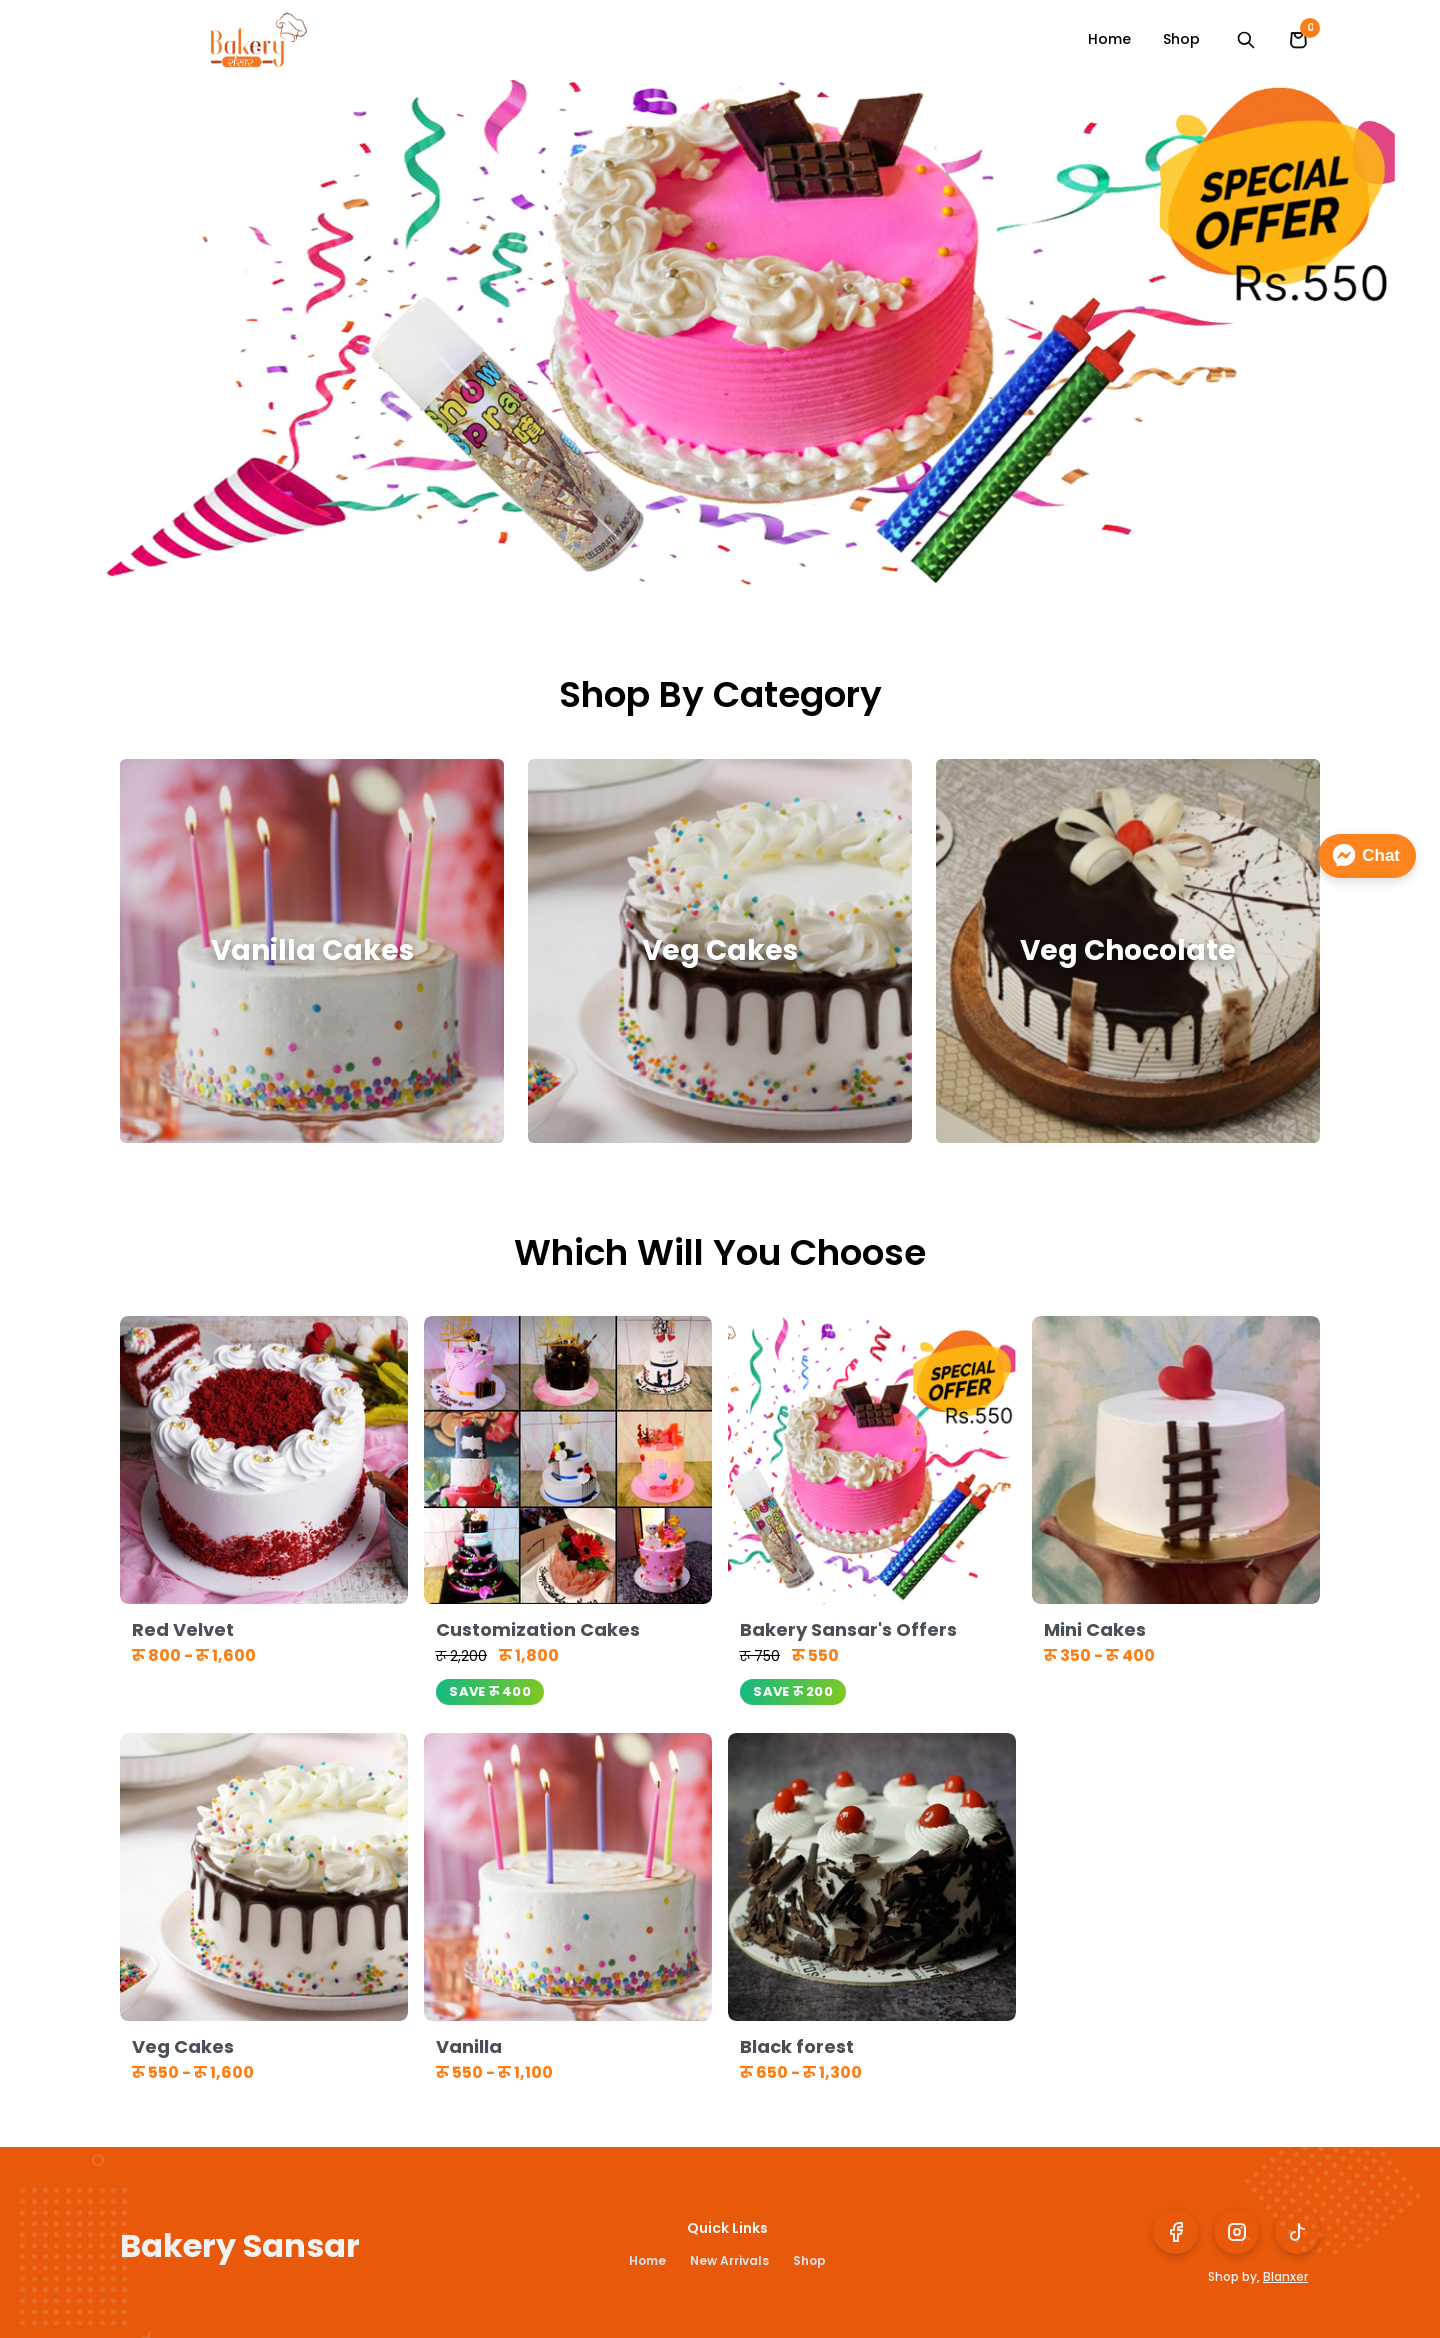 Bakery
संसार
Home
Shop
0
SPECIAL
OFFER
Rs.550
snow
spray
Shop By Category
Vanilla Cakes
Veg Cakes
Veg Chocolate
Chat
Which Will You Choose
SPECIAL
OFFER
Rs.550
Red Velvet
रु 800 - रु 1,600
Customization Cakes
रु 2,200 रु 1,800
SAVE रु 400
Bakery Sansar's Offers
रु 750 रु 550
SAVE रु 200
Mini Cakes
रु 350 - रु 400
Veg Cakes
रु 550 - रु 1,600
Vanilla
रु 550 - रु 1,100
Black forest
रु 650 - रु 1,300
Bakery Sansar
Quick Links
Home
New Arrivals
Shop
Shop by, Blanxer